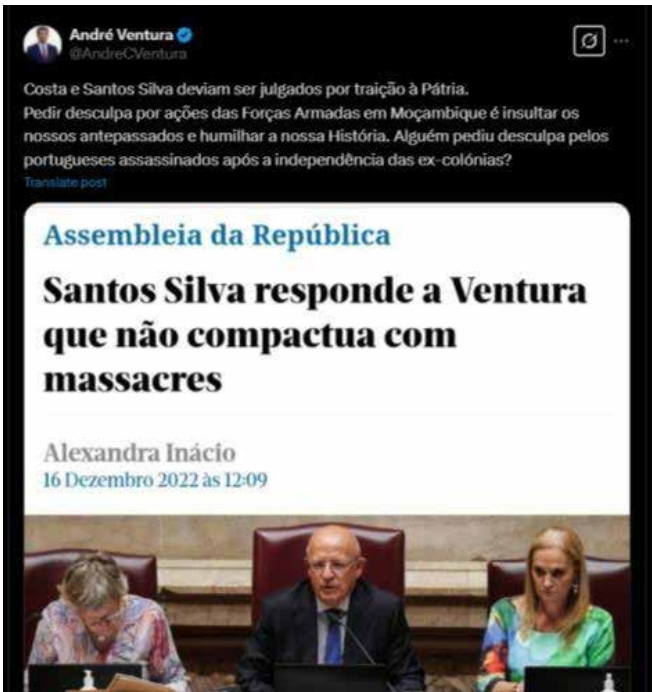 André Ventura
@AndreCVentura
Costa e Santos Silva deviam ser julgados por traição à Pátria.
Pedir desculpa por ações das Forças Armadas em Moçambique é insultar os
nossos antepassados e humilhar a nossa História. Alguém pediu desculpa pelos
portugueses assassinados após a independência das ex-colónias?
Translate post
Assembleia da República
Santos Silva responde a Ventura
que não compactua com
massacres
Alexandra Inácio
16 Dezembro 2022 às 12:09